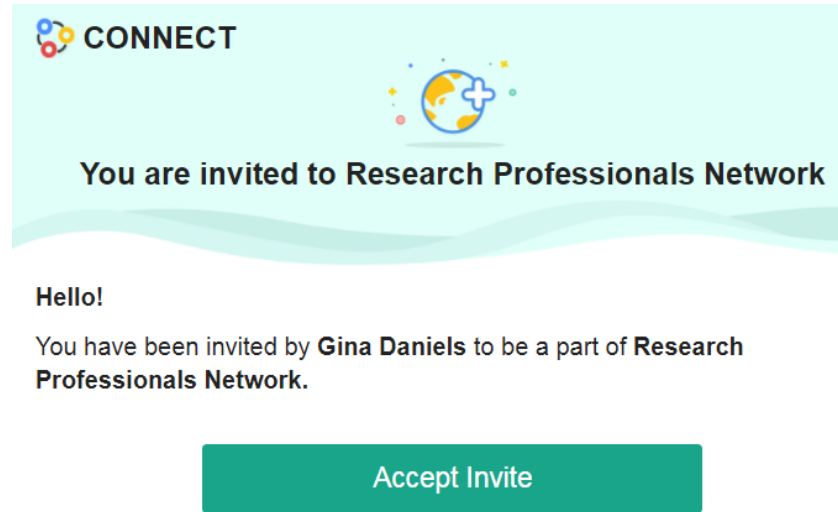 CONNECT
You are invited to Research Professionals Network
Hello!
You have been invited by Gina Daniels to be a part of Research
Professionals Network.
Accept Invite